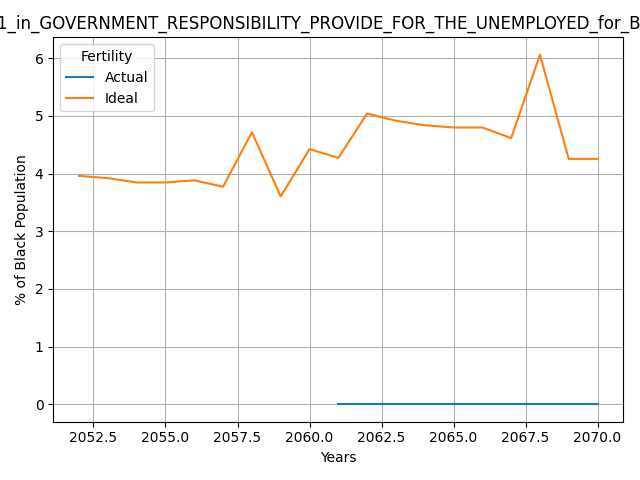 1_in_GOVERNMENT_RESPONSIBILITY_PROVIDE_FOR_THE_UNEMPLOYED_for_B
Fertility
Actual
Ideal
6
5
4
3
2
1
0
% of Black Population
2052.5 2055.0 2057.5 2060.0 2062.5 2065.0 2067.5 2070.0
Years